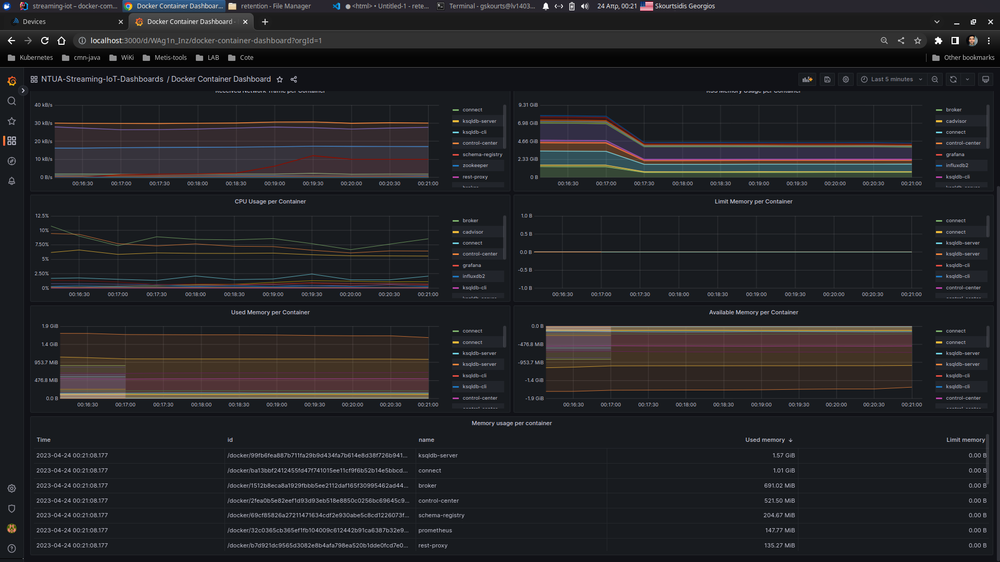 streaming-iot – docker-com...
Docker Container Dashboar...
retention - File Manager
● <html> • Untitled-1 - rete...
Terminal - gskourts@lv1403...
24 Απρ, 00:21
Skourtsidis Georgios
Devices
Docker Container Dashboard -
localhost:3000/d/WAg1n_Inz/docker-container-dashboard?orgId=1
Kubernetes
cmn-java
WiKi
Metis-tools
LAB
Cote
Other bookmarks
NTUA-Streaming-IoT-Dashboards / Docker Container Dashboard
Last 5 minutes
Received Network Traffic per Container
40 kB/s
30 kB/s
20 kB/s
10 kB/s
0 B/s
00:16:30 00:17:00 00:17:30 00:18:00 00:18:30 00:19:00 00:19:30 00:20:00 00:20:30 00:21:00
connect
ksqldb-server
ksqldb-cli
control-center
schema-registry
zookeeper
rest-proxy
broker
RSS Memory Usage per Container
9.31 GiB
6.98 GiB
4.66 GiB
2.33 GiB
0 B
00:16:30 00:17:00 00:17:30 00:18:00 00:18:30 00:19:00 00:19:30 00:20:00 00:20:30 00:21:00
broker
cadvisor
connect
control-center
grafana
influxdb2
ksqldb-cli
ksqldb-server
CPU Usage per Container
12.5%
10%
7.50%
5%
2.50%
0%
00:16:30 00:17:00 00:17:30 00:18:00 00:18:30 00:19:00 00:19:30 00:20:00 00:20:30 00:21:00
broker
cadvisor
connect
control-center
grafana
influxdb2
ksqldb-cli
ksqldb-server
Limit Memory per Container
1.0 B
0.5 B
0.0 B
-0.5 B
-1.0 B
00:16:30 00:17:00 00:17:30 00:18:00 00:18:30 00:19:00 00:19:30 00:20:00 00:20:30 00:21:00
connect
connect
ksqldb-server
ksqldb-server
ksqldb-cli
ksqldb-cli
control-center
control-center
Used Memory per Container
1.9 GiB
1.4 GiB
953.7 MiB
476.8 MiB
0.0 B
00:16:30 00:17:00 00:17:30 00:18:00 00:18:30 00:19:00 00:19:30 00:20:00 00:20:30 00:21:00
connect
connect
ksqldb-server
ksqldb-server
ksqldb-cli
ksqldb-cli
control-center
control-center
Available Memory per Container
0.0 B
-476.8 MiB
-953.7 MiB
-1.4 GiB
-1.9 GiB
00:16:30 00:17:00 00:17:30 00:18:00 00:18:30 00:19:00 00:19:30 00:20:00 00:20:30 00:21:00
connect
connect
ksqldb-server
ksqldb-server
ksqldb-cli
ksqldb-cli
control-center
control-center
Memory usage per container
Time id name Used memory ↓ Limit memory
2023-04-24 00:21:08.177 /docker/99fb6fea887b711fa29b9d434fa7b614e8d38f726b941... ksqldb-server 1.57 GiB 0.00 B
2023-04-24 00:21:08.177 /docker/ba13bbf2412455fd47f741015ee11cf9f6b52b14e5bbcd... connect 1.01 GiB 0.00 B
2023-04-24 00:21:08.177 /docker/1512b8eca8a1929fbbb5ee2112daf165f30995462ad44... broker 691.02 MiB 0.00 B
2023-04-24 00:21:08.177 /docker/2fea0b5e82eef1d93d93eb518e8850c0256bc69645c9... control-center 521.50 MiB 0.00 B
2023-04-24 00:21:08.177 /docker/69cf85826a27211471634cdf2e930abe5c8cd1226073f... schema-registry 204.67 MiB 0.00 B
2023-04-24 00:21:08.177 /docker/32c0365cb365ef1fb104009c612442b91ca6387b32e9... prometheus 147.77 MiB 0.00 B
2023-04-24 00:21:08.177 /docker/b7d921dc9565d3082e8b4afa798ea520b1dde0fcd7e0... rest-proxy 135.27 MiB 0.00 B